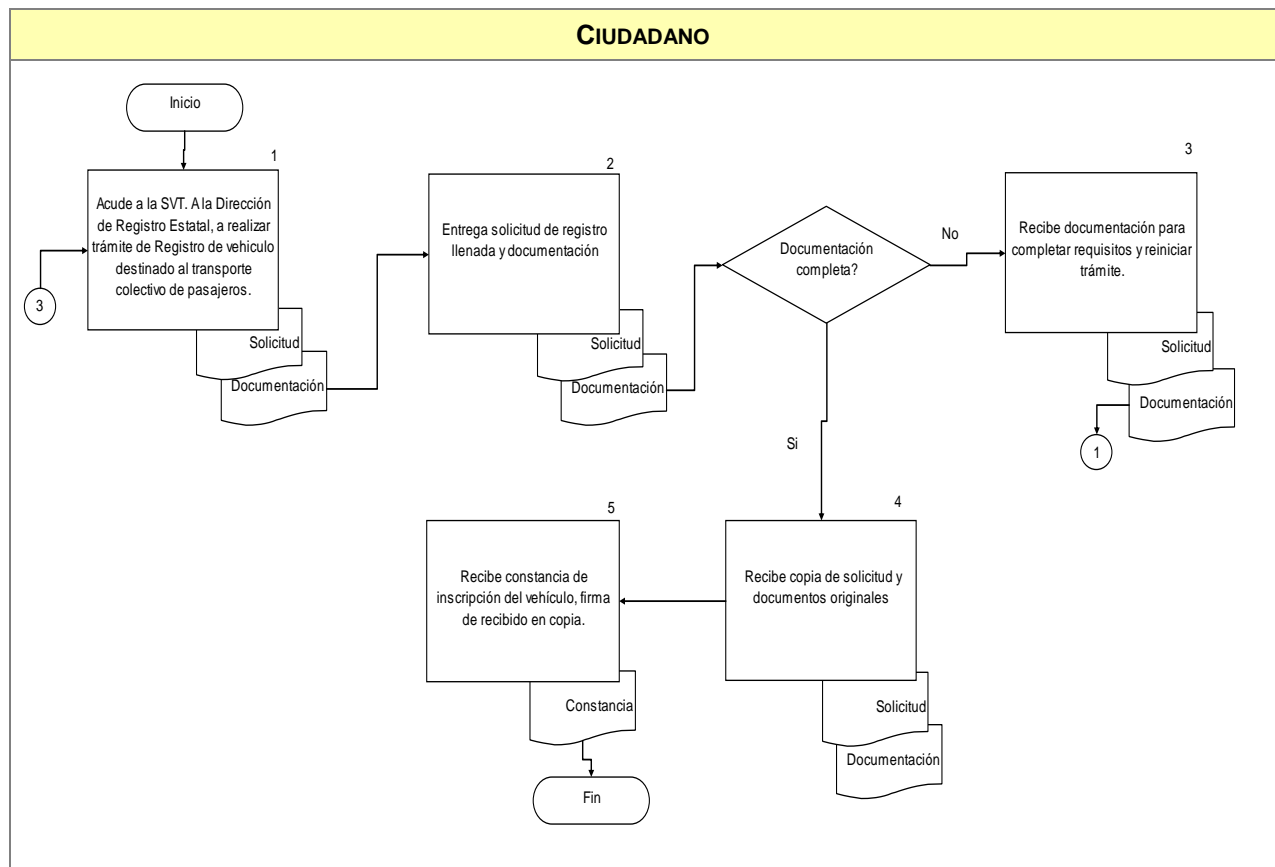 CIUDADANO
Inicio
1
Acude a la SVT. A la Dirección
de Registro Estatal, a realizar
trámite de Registro de vehiculo
destinado al transporte
colectivo de pasajeros.
3
Solicitud
Documentación
2
Entrega solicitud de registro
llenada y documentación
Solicitud
Documentación
Documentación
completa?
No
Si
3
Recibe documentación para
completar requisitos y reiniciar
trámite.
Solicitud
Documentación
1
4
Recibe copia de solicitud y
documentos originales
Solicitud
Documentación
5
Recibe constancia de
inscripción del vehículo, firma
de recibido en copia.
Constancia
Fin